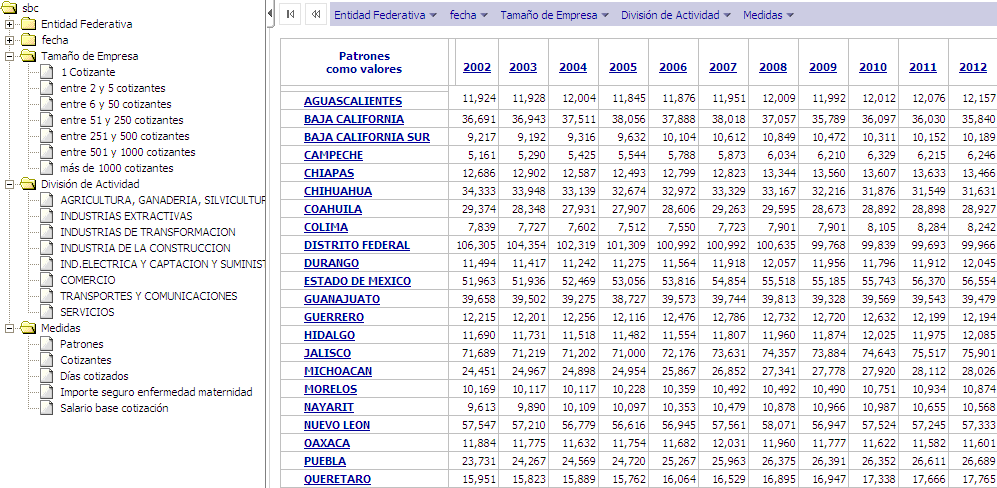 sbc
Entidad Federativa
fecha
Tamaño de Empresa
1 Cotizante
entre 2 y 5 cotizantes
entre 6 y 50 cotizantes
entre 51 y 250 cotizantes
entre 251 y 500 cotizantes
entre 501 y 1000 cotizantes
más de 1000 cotizantes
División de Actividad
AGRICULTURA, GANADERIA, SILVICULTUR
INDUSTRIAS EXTRACTIVAS
INDUSTRIAS DE TRANSFORMACION
INDUSTRIA DE LA CONSTRUCCION
IND.ELECTRICA Y CAPTACION Y SUMINIST
COMERCIO
TRANSPORTES Y COMUNICACIONES
SERVICIOS
Medidas
Patrones
Cotizantes
Días cotizados
Importe seguro enfermedad maternidad
Salario base cotización
Entidad Federativa fecha Tamaño de Empresa División de Actividad Medidas
Patrones
como valores 2002 2003 2004 2005 2006 2007 2008 2009 2010 2011 2012
AGUASCALIENTES 11,924 11,928 12,004 11,845 11,876 11,951 12,009 11,992 12,012 12,076 12,157
BAJA CALIFORNIA 36,691 36,943 37,511 38,056 37,888 38,018 37,057 35,789 36,097 36,030 35,840
BAJA CALIFORNIA SUR 9,217 9,192 9,316 9,632 10,104 10,612 10,849 10,472 10,311 10,152 10,189
CAMPECHE 5,161 5,290 5,425 5,544 5,788 5,873 6,034 6,210 6,329 6,215 6,246
CHIAPAS 12,686 12,902 12,587 12,493 12,799 12,823 13,344 13,560 13,607 13,633 13,466
CHIHUAHUA 34,333 33,948 33,139 32,674 32,972 33,329 33,167 32,216 31,876 31,549 31,631
COAHUILA 29,374 28,348 27,931 27,907 28,606 29,263 29,595 28,673 28,892 28,898 28,927
COLIMA 7,839 7,727 7,602 7,512 7,550 7,723 7,901 7,901 8,105 8,284 8,242
DISTRITO FEDERAL 106,305 104,354 102,319 101,309 100,992 100,992 100,635 99,768 99,839 99,693 99,966
DURANGO 11,494 11,417 11,242 11,275 11,564 11,918 12,057 11,956 11,796 11,912 12,045
ESTADO DE MEXICO 51,963 51,936 52,469 53,056 53,816 54,854 55,518 55,185 55,743 56,370 56,554
GUANAJUATO 39,658 39,502 39,275 38,727 39,573 39,744 39,813 39,328 39,569 39,543 39,479
GUERRERO 12,215 12,201 12,256 12,116 12,476 12,786 12,732 12,720 12,632 12,199 12,194
HIDALGO 11,690 11,731 11,518 11,482 11,554 11,807 11,960 11,874 12,025 11,975 12,085
JALISCO 71,689 71,219 71,202 71,000 72,176 73,631 74,357 73,884 74,643 75,517 75,901
MICHOACAN 24,451 24,967 24,898 24,954 25,867 26,852 27,341 27,778 27,920 28,112 28,026
MORELOS 10,169 10,117 10,117 10,228 10,359 10,492 10,492 10,490 10,751 10,934 10,874
NAYARIT 9,613 9,890 10,109 10,097 10,353 10,479 10,878 10,966 10,987 10,655 10,568
NUEVO LEON 57,547 57,210 56,779 56,616 56,945 57,561 58,071 56,947 57,524 57,245 57,333
OAXACA 11,884 11,775 11,632 11,754 11,682 12,031 11,960 11,777 11,622 11,582 11,601
PUEBLA 23,731 24,267 24,569 24,720 25,267 25,963 26,375 26,391 26,352 26,611 26,689
QUERETARO 15,951 15,823 15,889 15,762 16,064 16,529 16,895 16,947 17,338 17,666 17,765